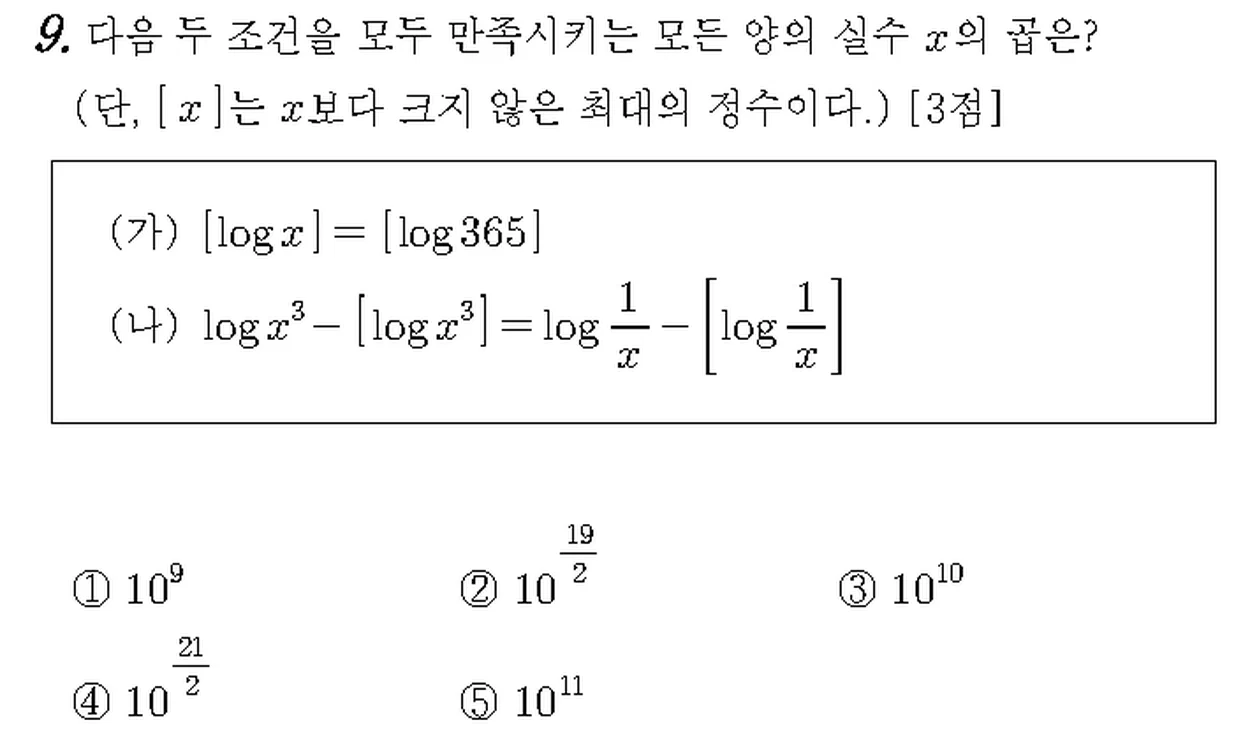 9. 다음 두 조건을 모두 만족시키는 모든 양의 실수 x의 곱은?
(단, [x]는 x보다 크지 않은 최대의 정수이다.) [3점]
(가) [log x] = [log 365]
(나) log x³ − [log x³] = log 1/x − [log 1/x]
① 10⁹ ② 10^(19/2) ③ 10¹⁰
④ 10^(21/2) ⑤ 10¹¹